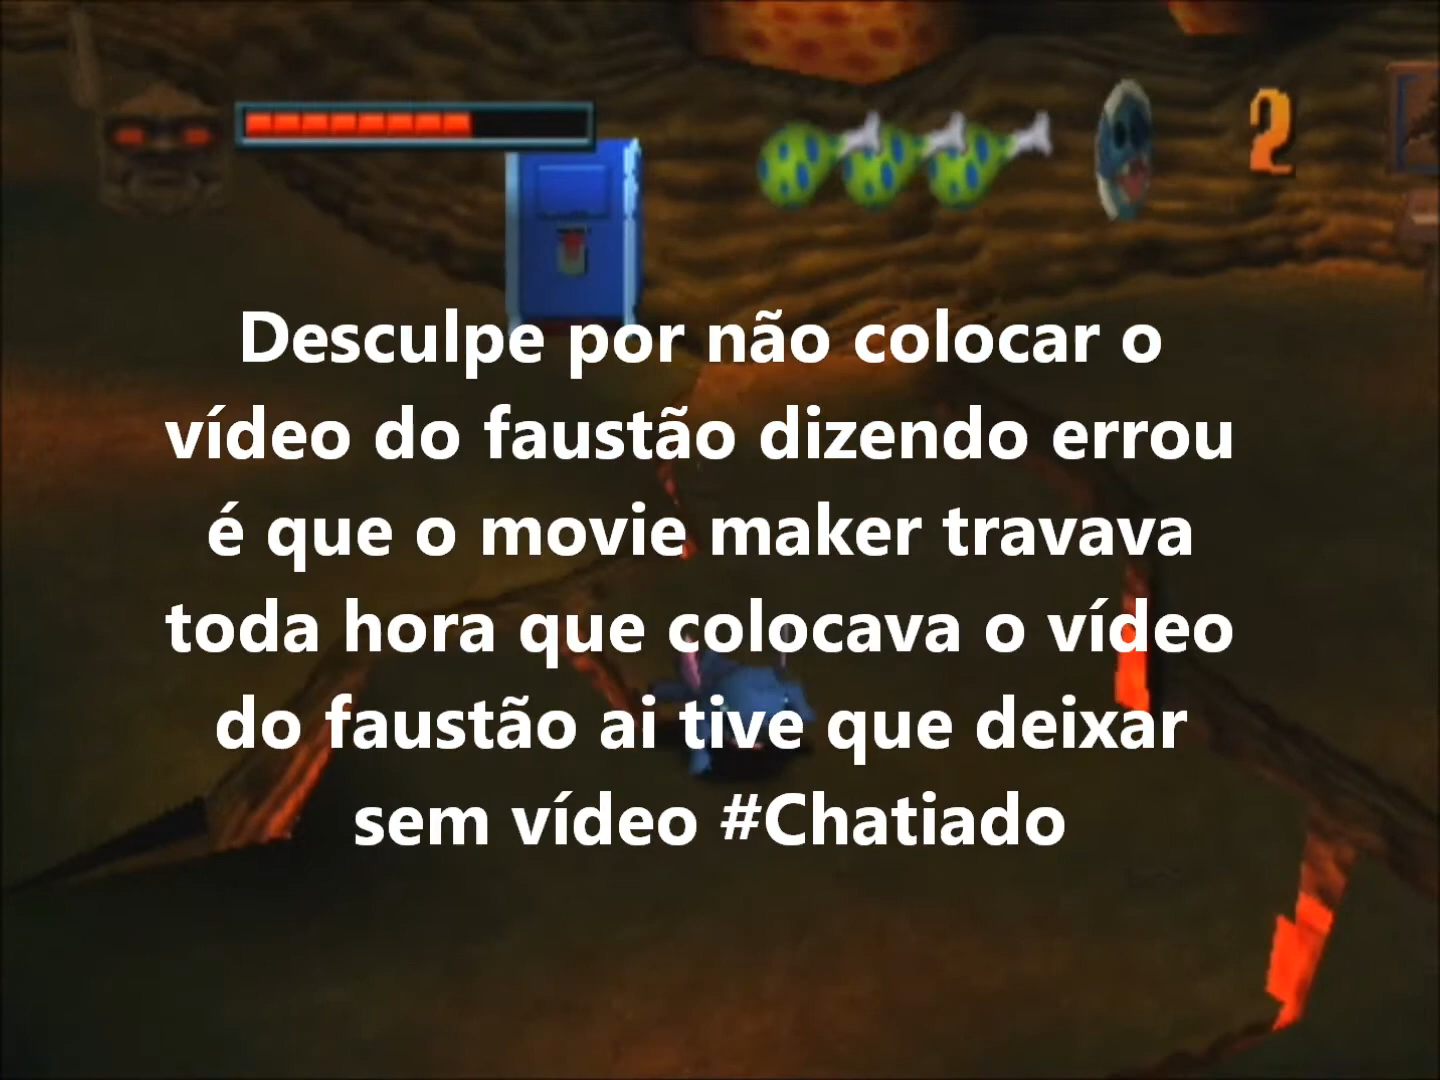 2
Desculpe por não colocar o
vídeo do faustão dizendo errou
é que o movie maker travava
toda hora que colocava o vídeo
do faustão ai tive que deixar
sem vídeo #Chatiado